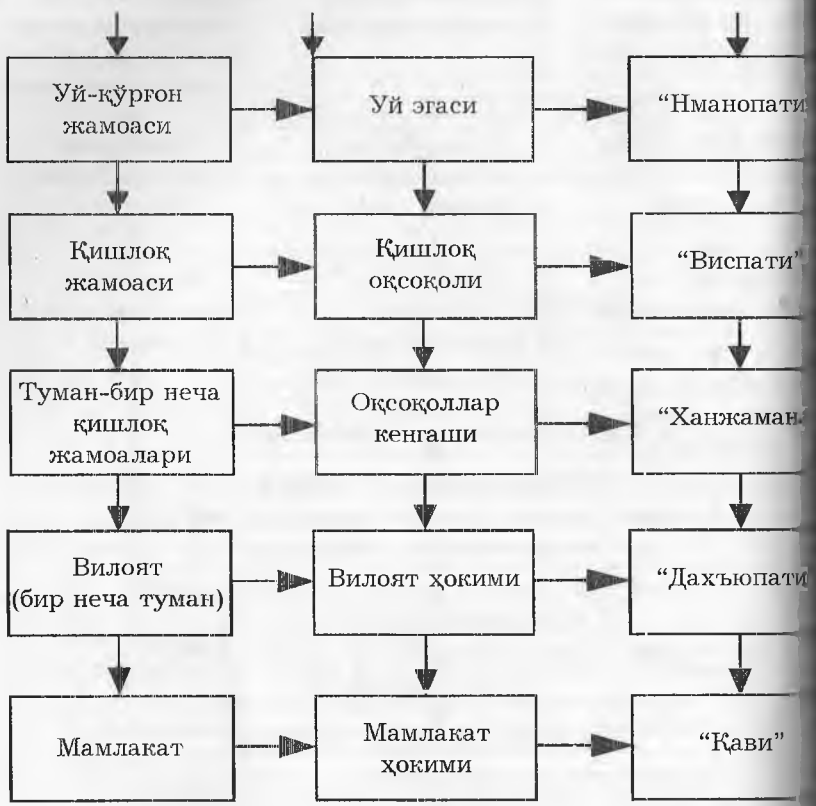 Уй-қўрғон
жамоаси
Уй эгаси
“Нманопати
Қишлоқ
жамоаси
Қишлоқ
оқсоқоли
“Виспати”
Туман-бир неча
қишлоқ
жамоалари
Оқсоқоллар
кенгаши
“Ханжаман
Вилоят
(бир неча туман)
Вилоят ҳокими
“Дахъюпати
Мамлакат
Мамлакат
ҳокими
“Қави”